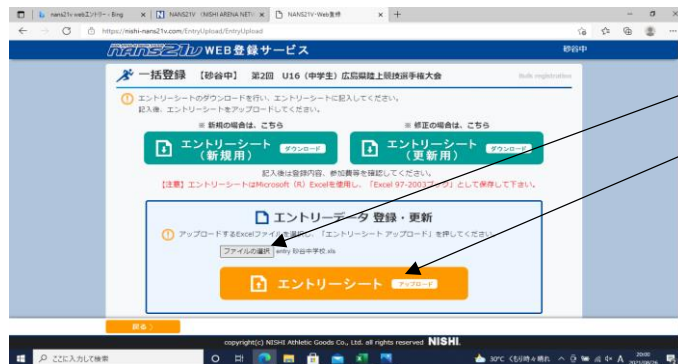 nans21v webエントリー - Bing
NANS21V (NISHI ARENA NET
NANS21V-Web登録
https://nishi-nans21v.com/EntryUpload/EntryUpload
NANS21V WEB登録サービス
砂谷中
一括登録 【砂谷中】 第2回 U16（中学生）広島県陸上競技選手権大会
Bulk registration
エントリーシートのダウンロードを行い、エントリーシートに記入してください。
記入後、エントリーシートをアップロードしてください。
※ 新規の場合は、こちら
※ 修正の場合は、こちら
エントリーシート
（新規用）
ダウンロード
エントリーシート
（更新用）
ダウンロード
記入後は登録内容、参加費等を確認してください。
【注意】エントリーシートはMicrosoft（R）Excelを使用し、「Excel 97-2003ブック」として保存して下さい。
エントリーデータ 登録・更新
アップロードするExcelファイルを選択し、「エントリーシート アップロード」を押してください。
ファイルの選択 entry 砂谷中学校.xls
エントリーシート アップロード
戻る
copyright(c) NISHI Athletic Goods Co., Ltd. all rights reserved NISHI.
ここに入力して検索
30°C くもり時々晴れ
A
20:00
2021/08/26